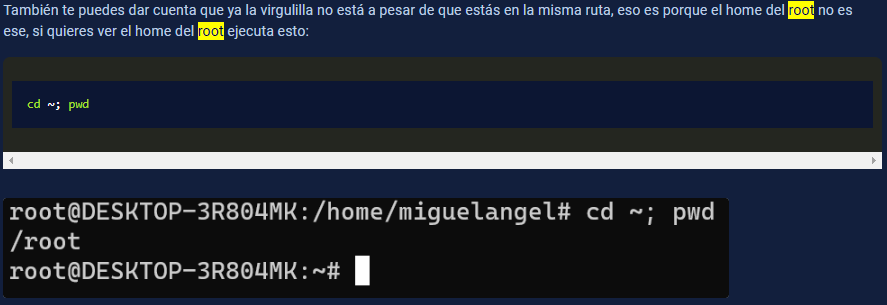 También te puedes dar cuenta que ya la virgulilla no está a pesar de que estás en la misma ruta, eso es porque el home del root no es
ese, si quieres ver el home del root ejecuta esto:
cd ~; pwd
root@DESKTOP-3R804MK:/home/miguelangel# cd ~; pwd
/root
root@DESKTOP-3R804MK:~#